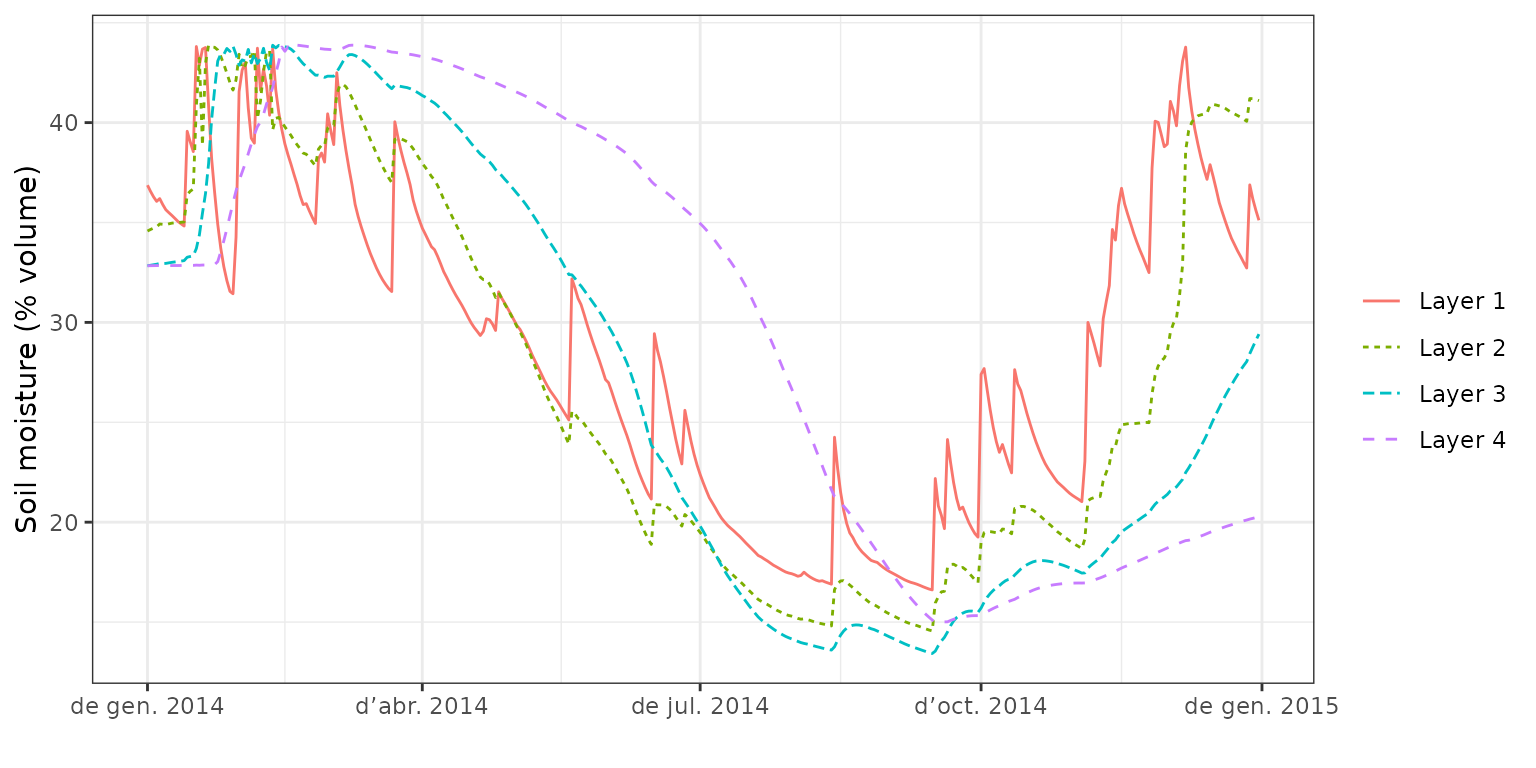 Soil moisture (% volume)
40
30
20
de gen. 2014
d’abr. 2014
de jul. 2014
d’oct. 2014
de gen. 2015
Layer 1
Layer 2
Layer 3
Layer 4